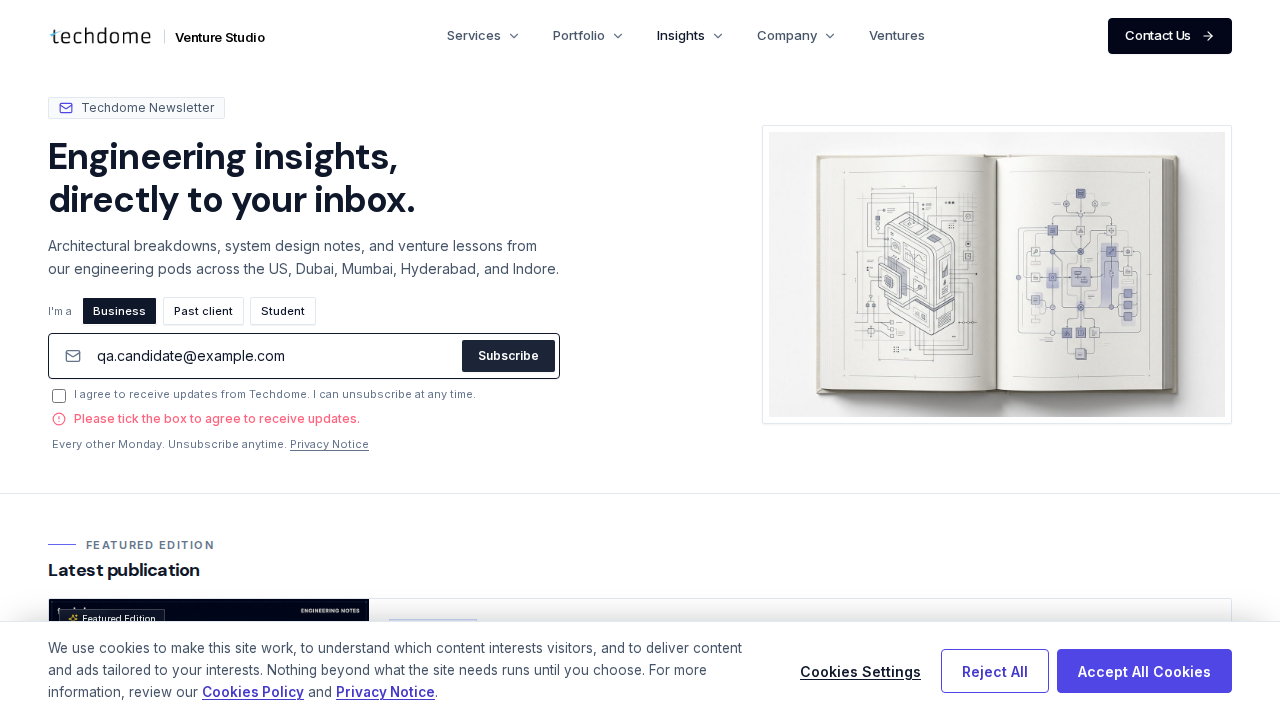 techdome
Venture Studio
Services
Portfolio
Insights
Company
Ventures
Contact Us
Techdome Newsletter
Engineering insights,
directly to your inbox.
Architectural breakdowns, system design notes, and venture lessons from
our engineering pods across the US, Dubai, Mumbai, Hyderabad, and Indore.
I'm a
Business
Past client
Student
qa.candidate@example.com
Subscribe
I agree to receive updates from Techdome. I can unsubscribe at any time.
Please tick the box to agree to receive updates.
Every other Monday. Unsubscribe anytime. Privacy Notice
FEATURED EDITION
Latest publication
ENGINEERING NOTES
Featured Edition
We use cookies to make this site work, to understand which content interests visitors, and to deliver content
and ads tailored to your interests. Nothing beyond what the site needs runs until you choose. For more
information, review our Cookies Policy and Privacy Notice.
Cookies Settings
Reject All
Accept All Cookies